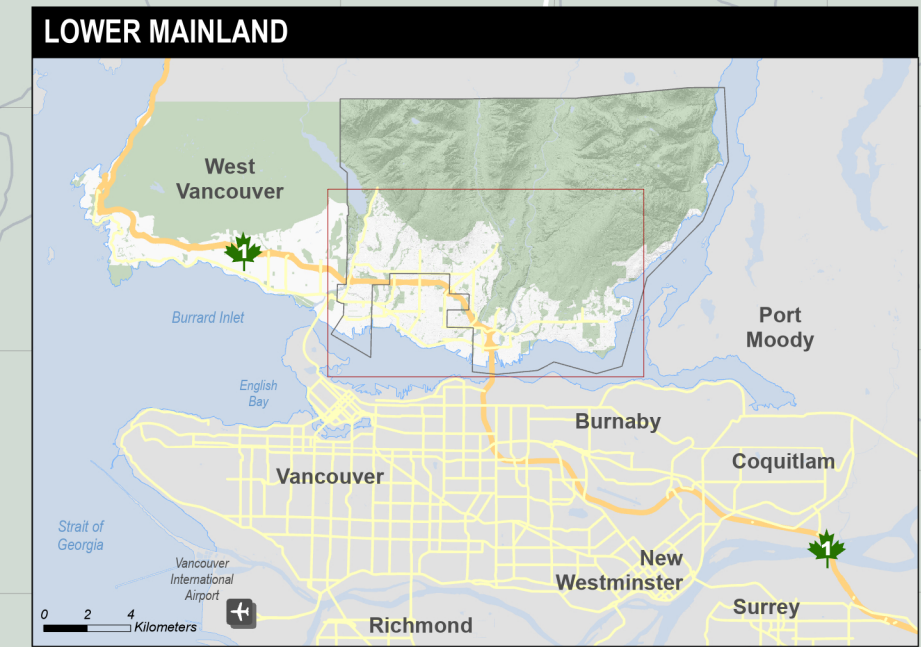 LOWER MAINLAND
West
Vancouver
1
Burrard Inlet
Port
Moody
English
Bay
Burnaby
Coquitlam
Vancouver
Strait of
Georgia
1
Vancouver
International
Airport
New
Westminster
Surrey
0 2 4
Kilometers
Richmond